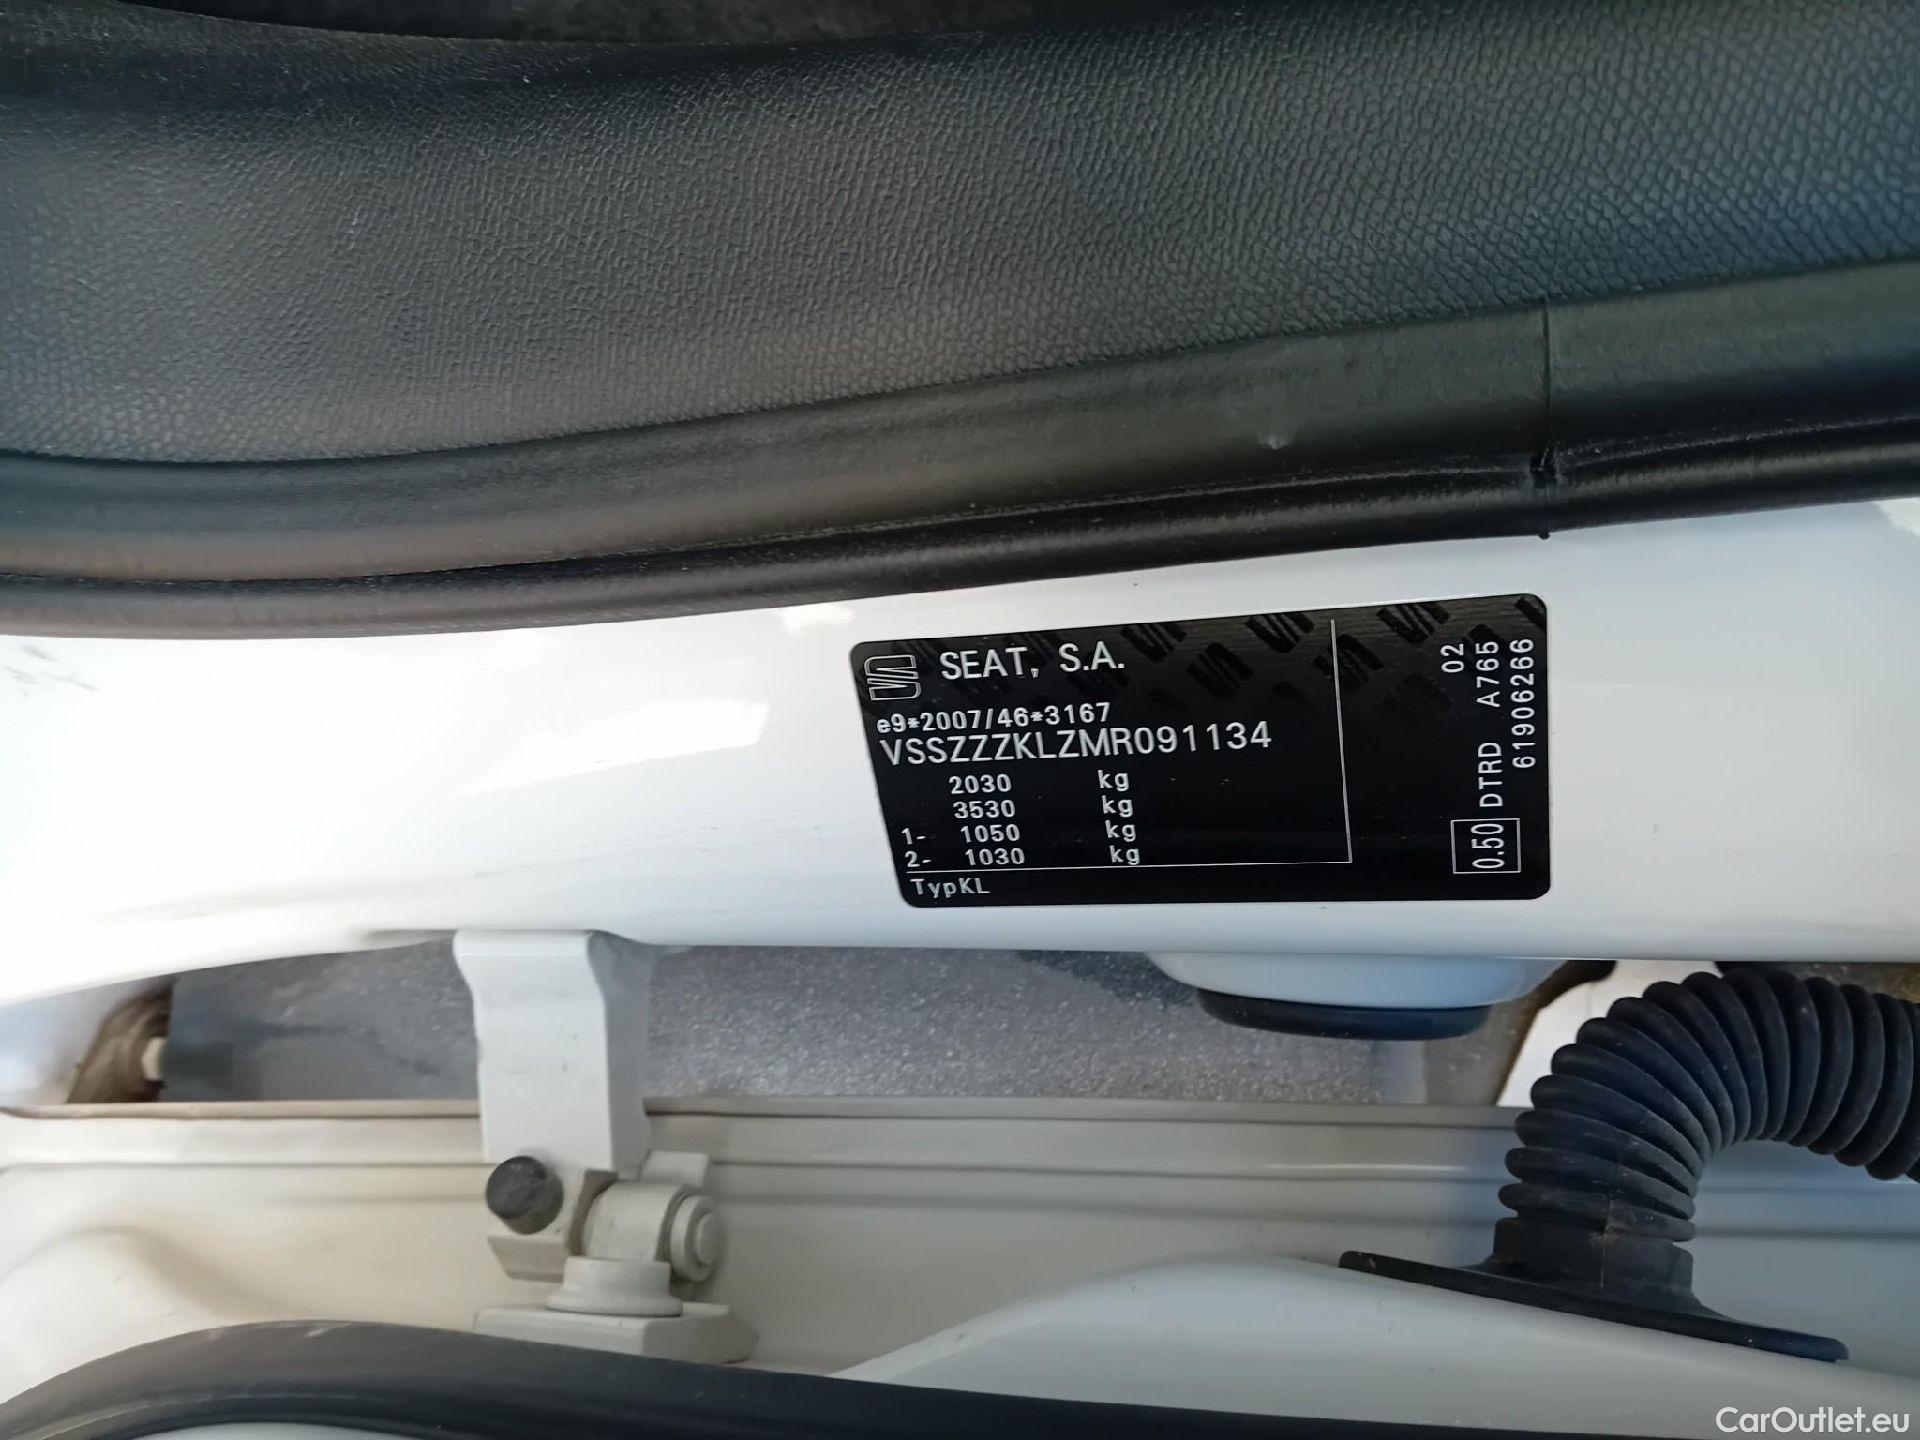 SEAT, S.A.
e9*2007/46*3167
VSSZZZKLZMR091134
2030 kg
3530 kg
1- 1050 kg
2- 1030 kg
TypKL
02
0.50 DTRD A765
61906266
CarOutlet.eu